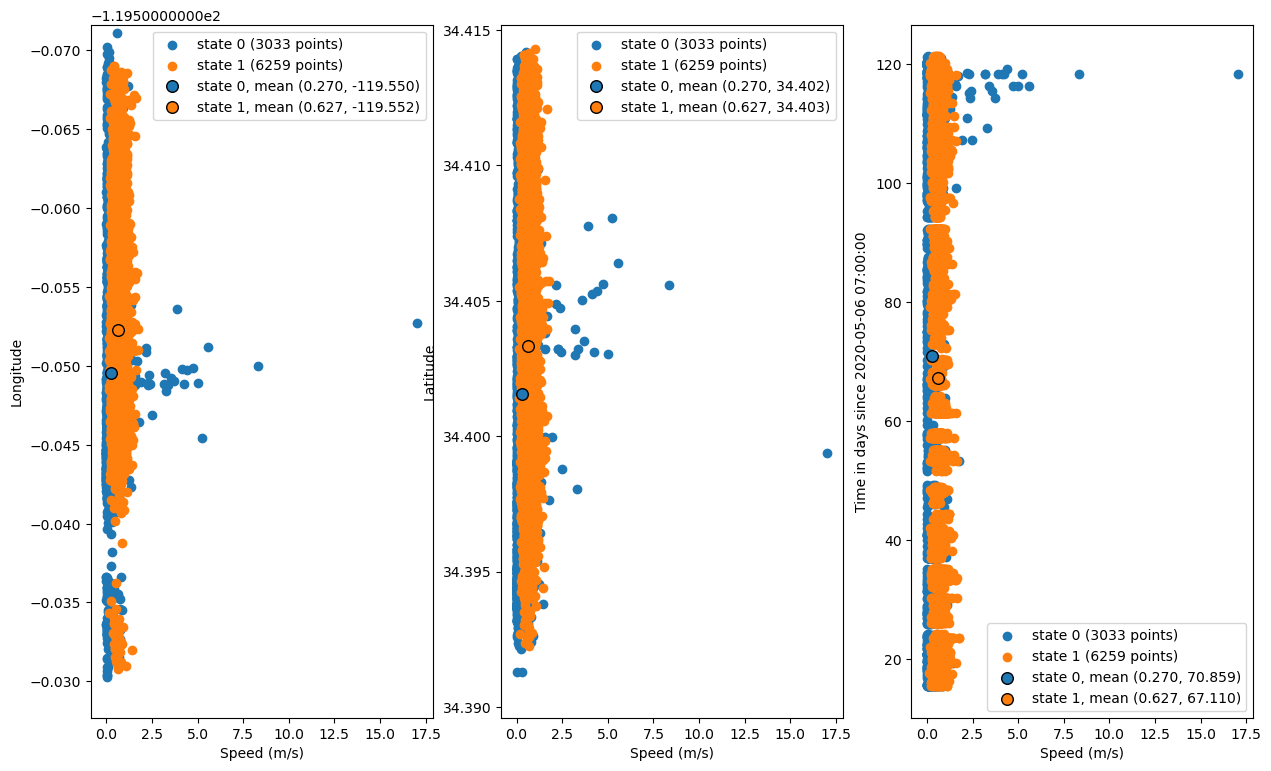 −1.1950000000e2
−0.070
−0.065
−0.060
−0.055
−0.050
−0.045
−0.040
−0.035
−0.030
Longitude
0.0 2.5 5.0 7.5 10.0 12.5 15.0 17.5
Speed (m/s)
state 0 (3033 points)
state 1 (6259 points)
state 0, mean (0.270, -119.550)
state 1, mean (0.627, -119.552)
34.415
34.410
34.405
34.400
34.395
34.390
Latitude
0.0 2.5 5.0 7.5 10.0 12.5 15.0 17.5
Speed (m/s)
state 0 (3033 points)
state 1 (6259 points)
state 0, mean (0.270, 34.402)
state 1, mean (0.627, 34.403)
120
100
80
60
40
20
Time in days since 2020-05-06 07:00:00
0.0 2.5 5.0 7.5 10.0 12.5 15.0 17.5
Speed (m/s)
state 0 (3033 points)
state 1 (6259 points)
state 0, mean (0.270, 70.859)
state 1, mean (0.627, 67.110)